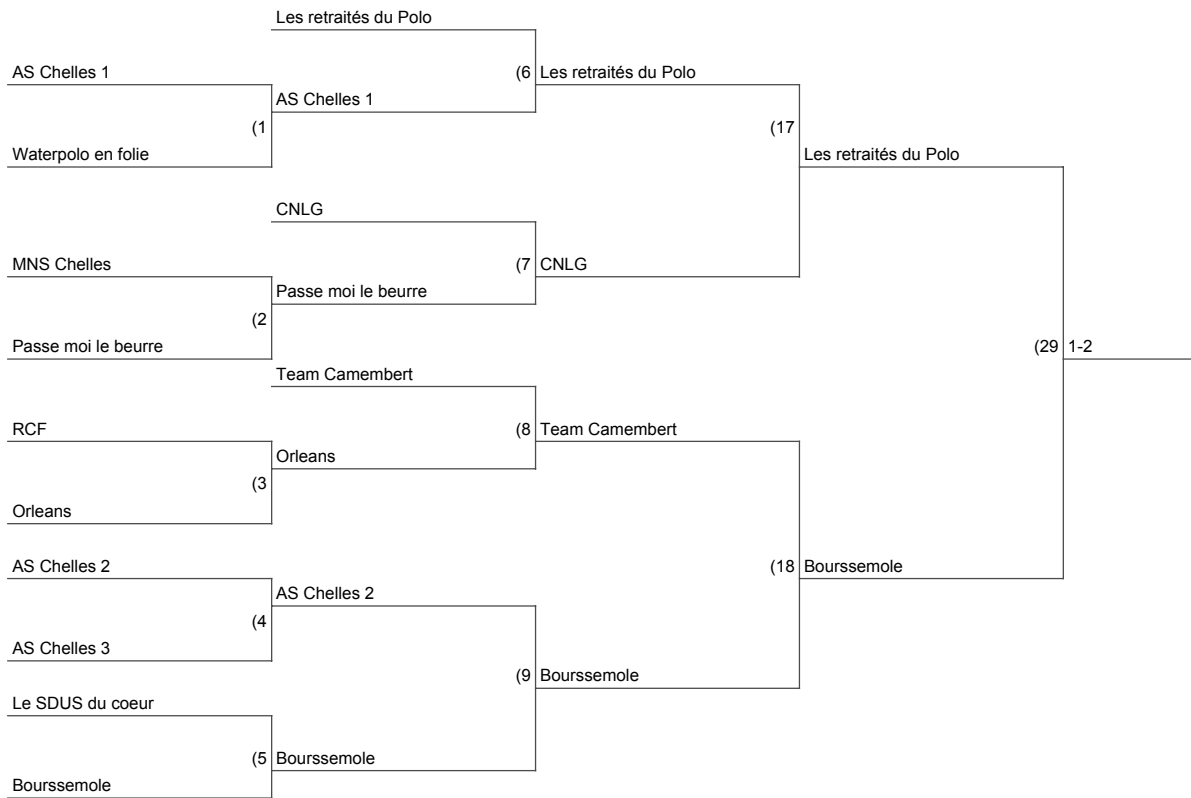 Les retraités du Polo
AS Chelles 1
(6 Les retraités du Polo
AS Chelles 1
(1
(17
Waterpolo en folie
Les retraités du Polo
CNLG
MNS Chelles
(7 CNLG
Passe moi le beurre
(2
Passe moi le beurre
(29 1-2
Team Camembert
RCF
(8 Team Camembert
Orleans
(3
Orleans
AS Chelles 2
(18 Bourssemole
AS Chelles 2
(4
AS Chelles 3
(9 Bourssemole
Le SDUS du coeur
(5 Bourssemole
Bourssemole